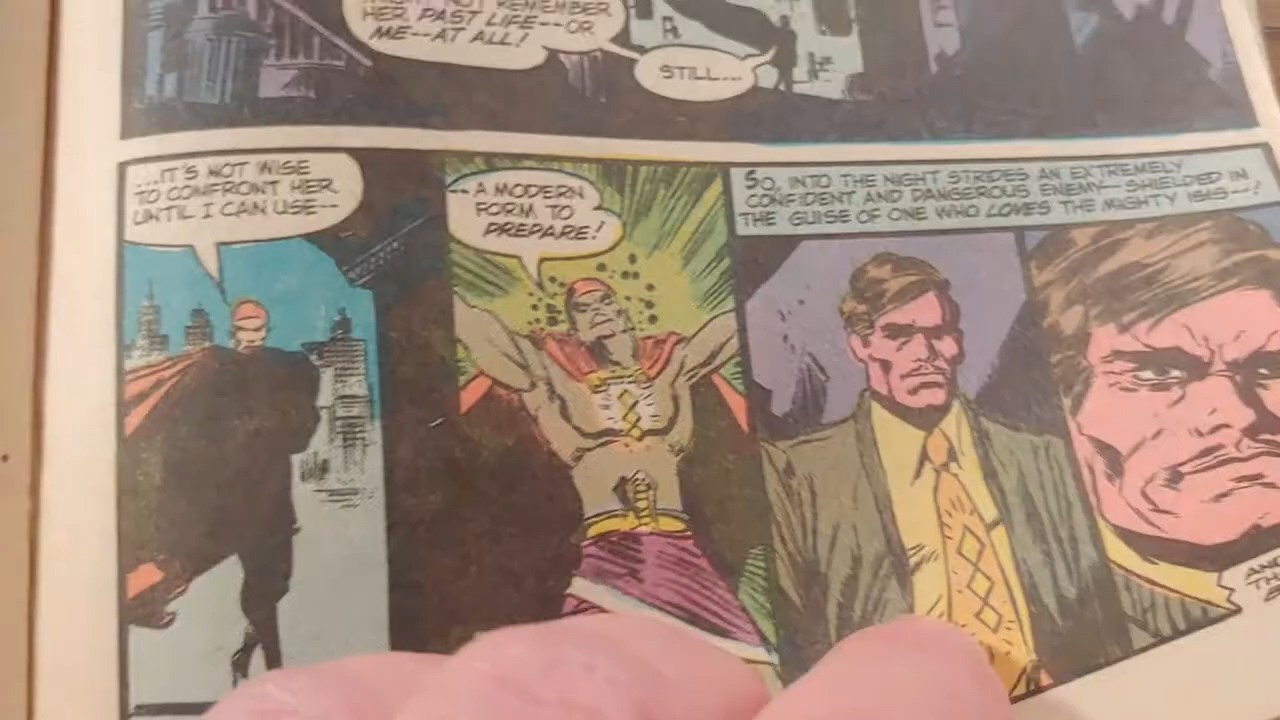 NOT REMEMBER
HER PAST LIFE--OR
ME--AT ALL!
STILL...
...IT'S NOT WISE
TO CONFRONT HER
UNTIL I CAN USE--
--A MODERN
FORM TO
PREPARE!
SO, INTO THE NIGHT STRIDES AN EXTREMELY
CONFIDENT AND DANGEROUS ENEMY--SHIELDED IN
THE GUISE OF ONE WHO LOVES THE MIGHTY ISIS--!